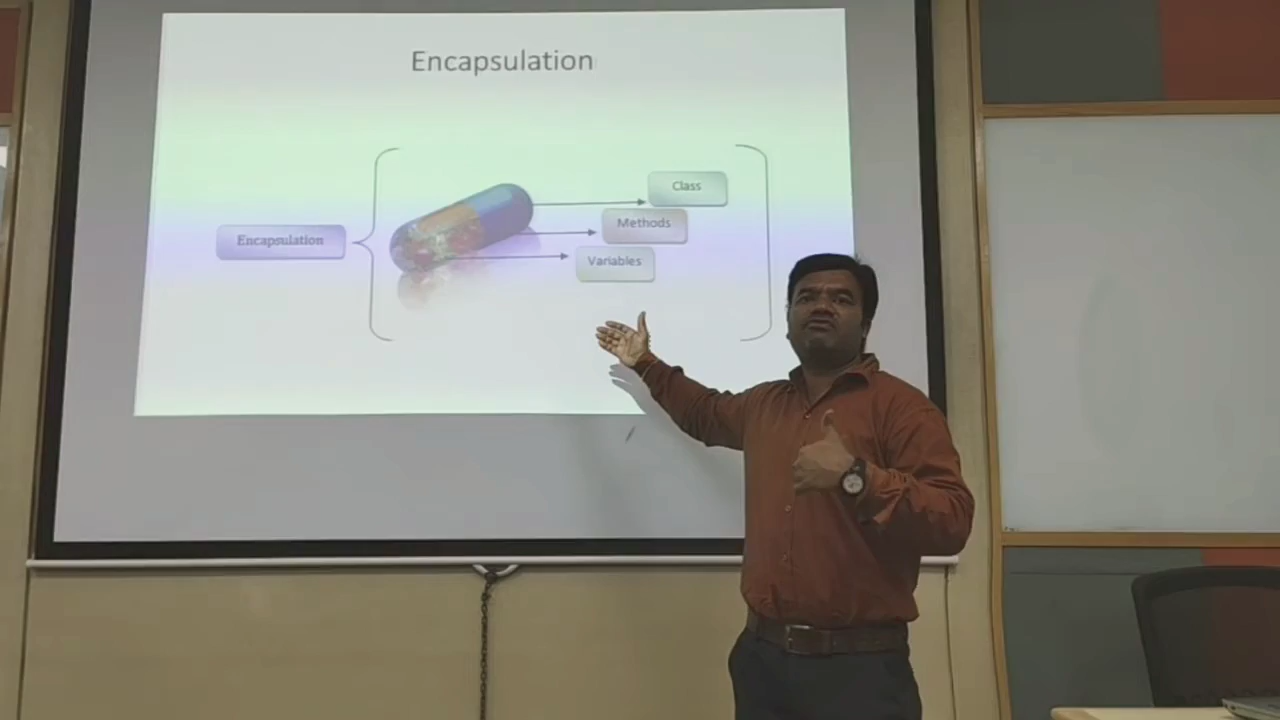 Encapsulation
Class
Methods
Encapsulation
Variables